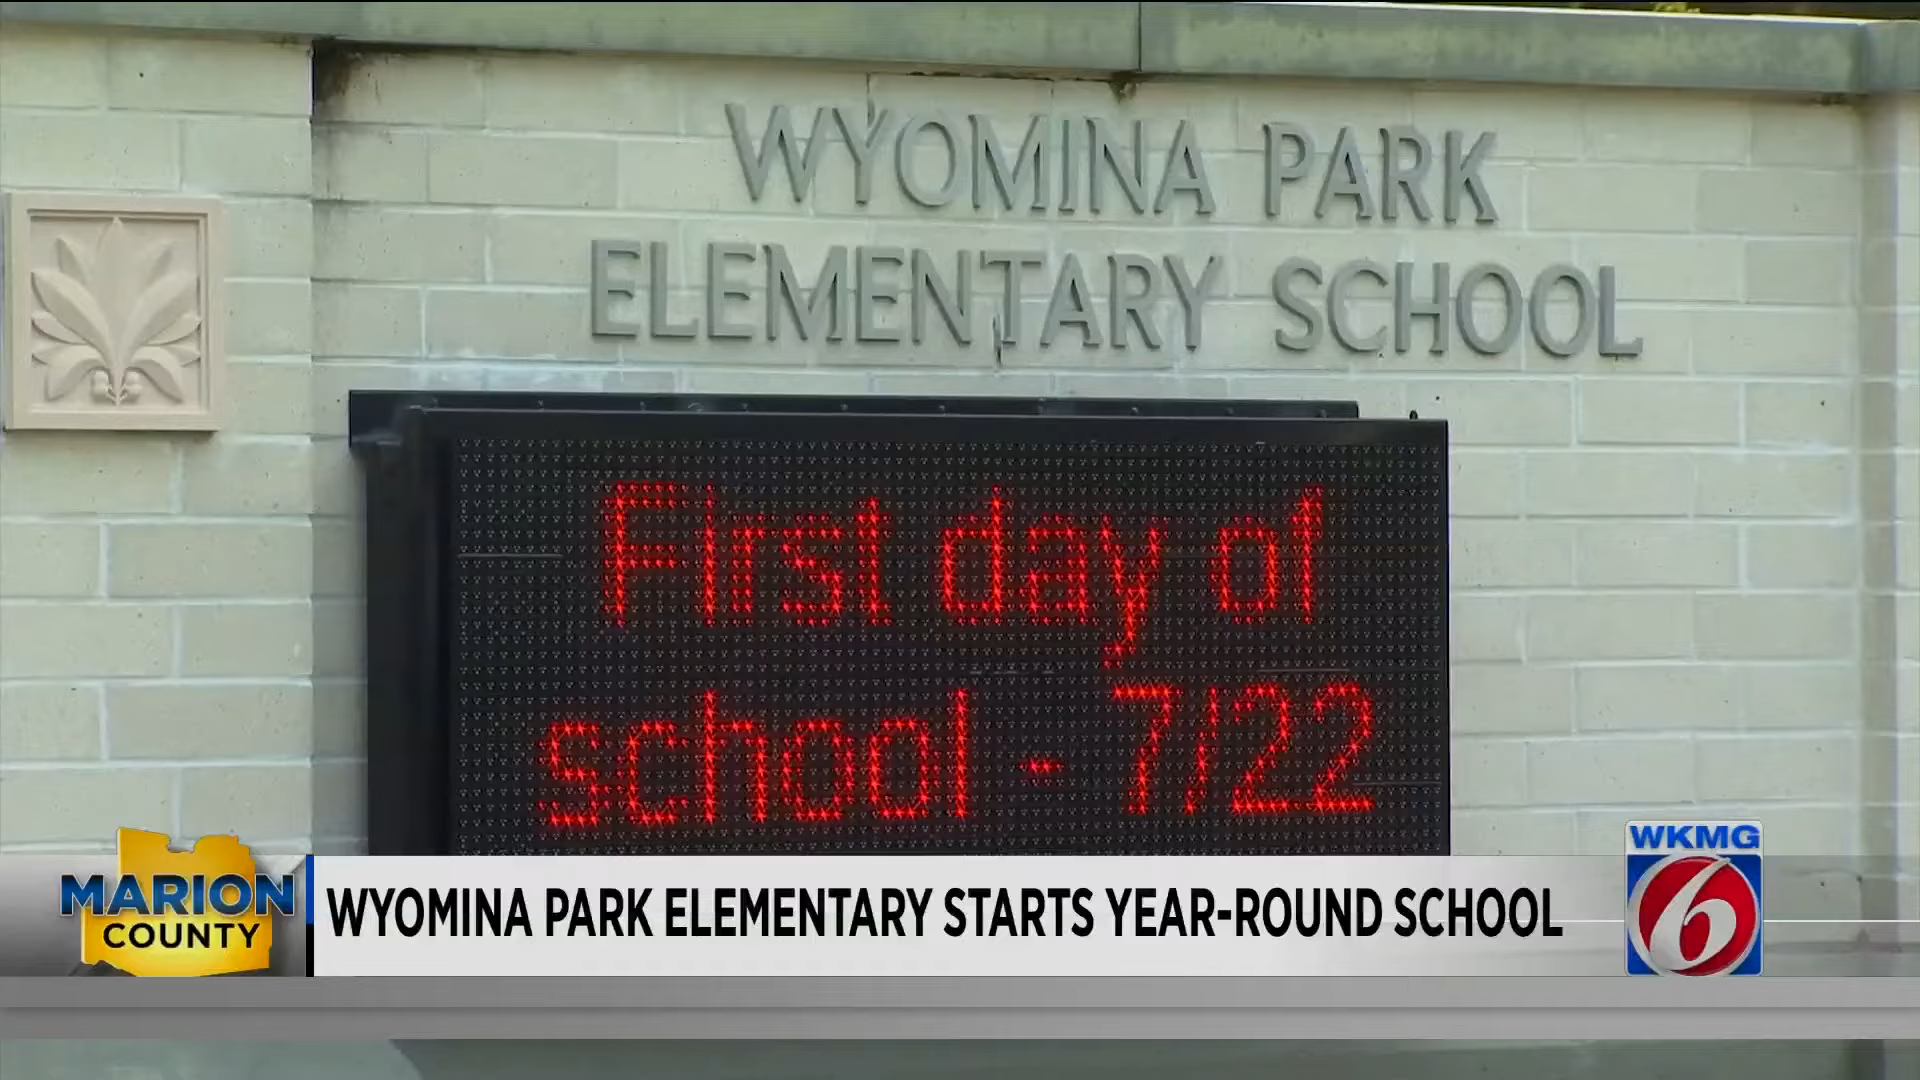 WYOMINA PARK
ELEMENTARY SCHOOL
First day of
school - 7/22
MARION
COUNTY
WYOMINA PARK ELEMENTARY STARTS YEAR-ROUND SCHOOL
WKMG
6